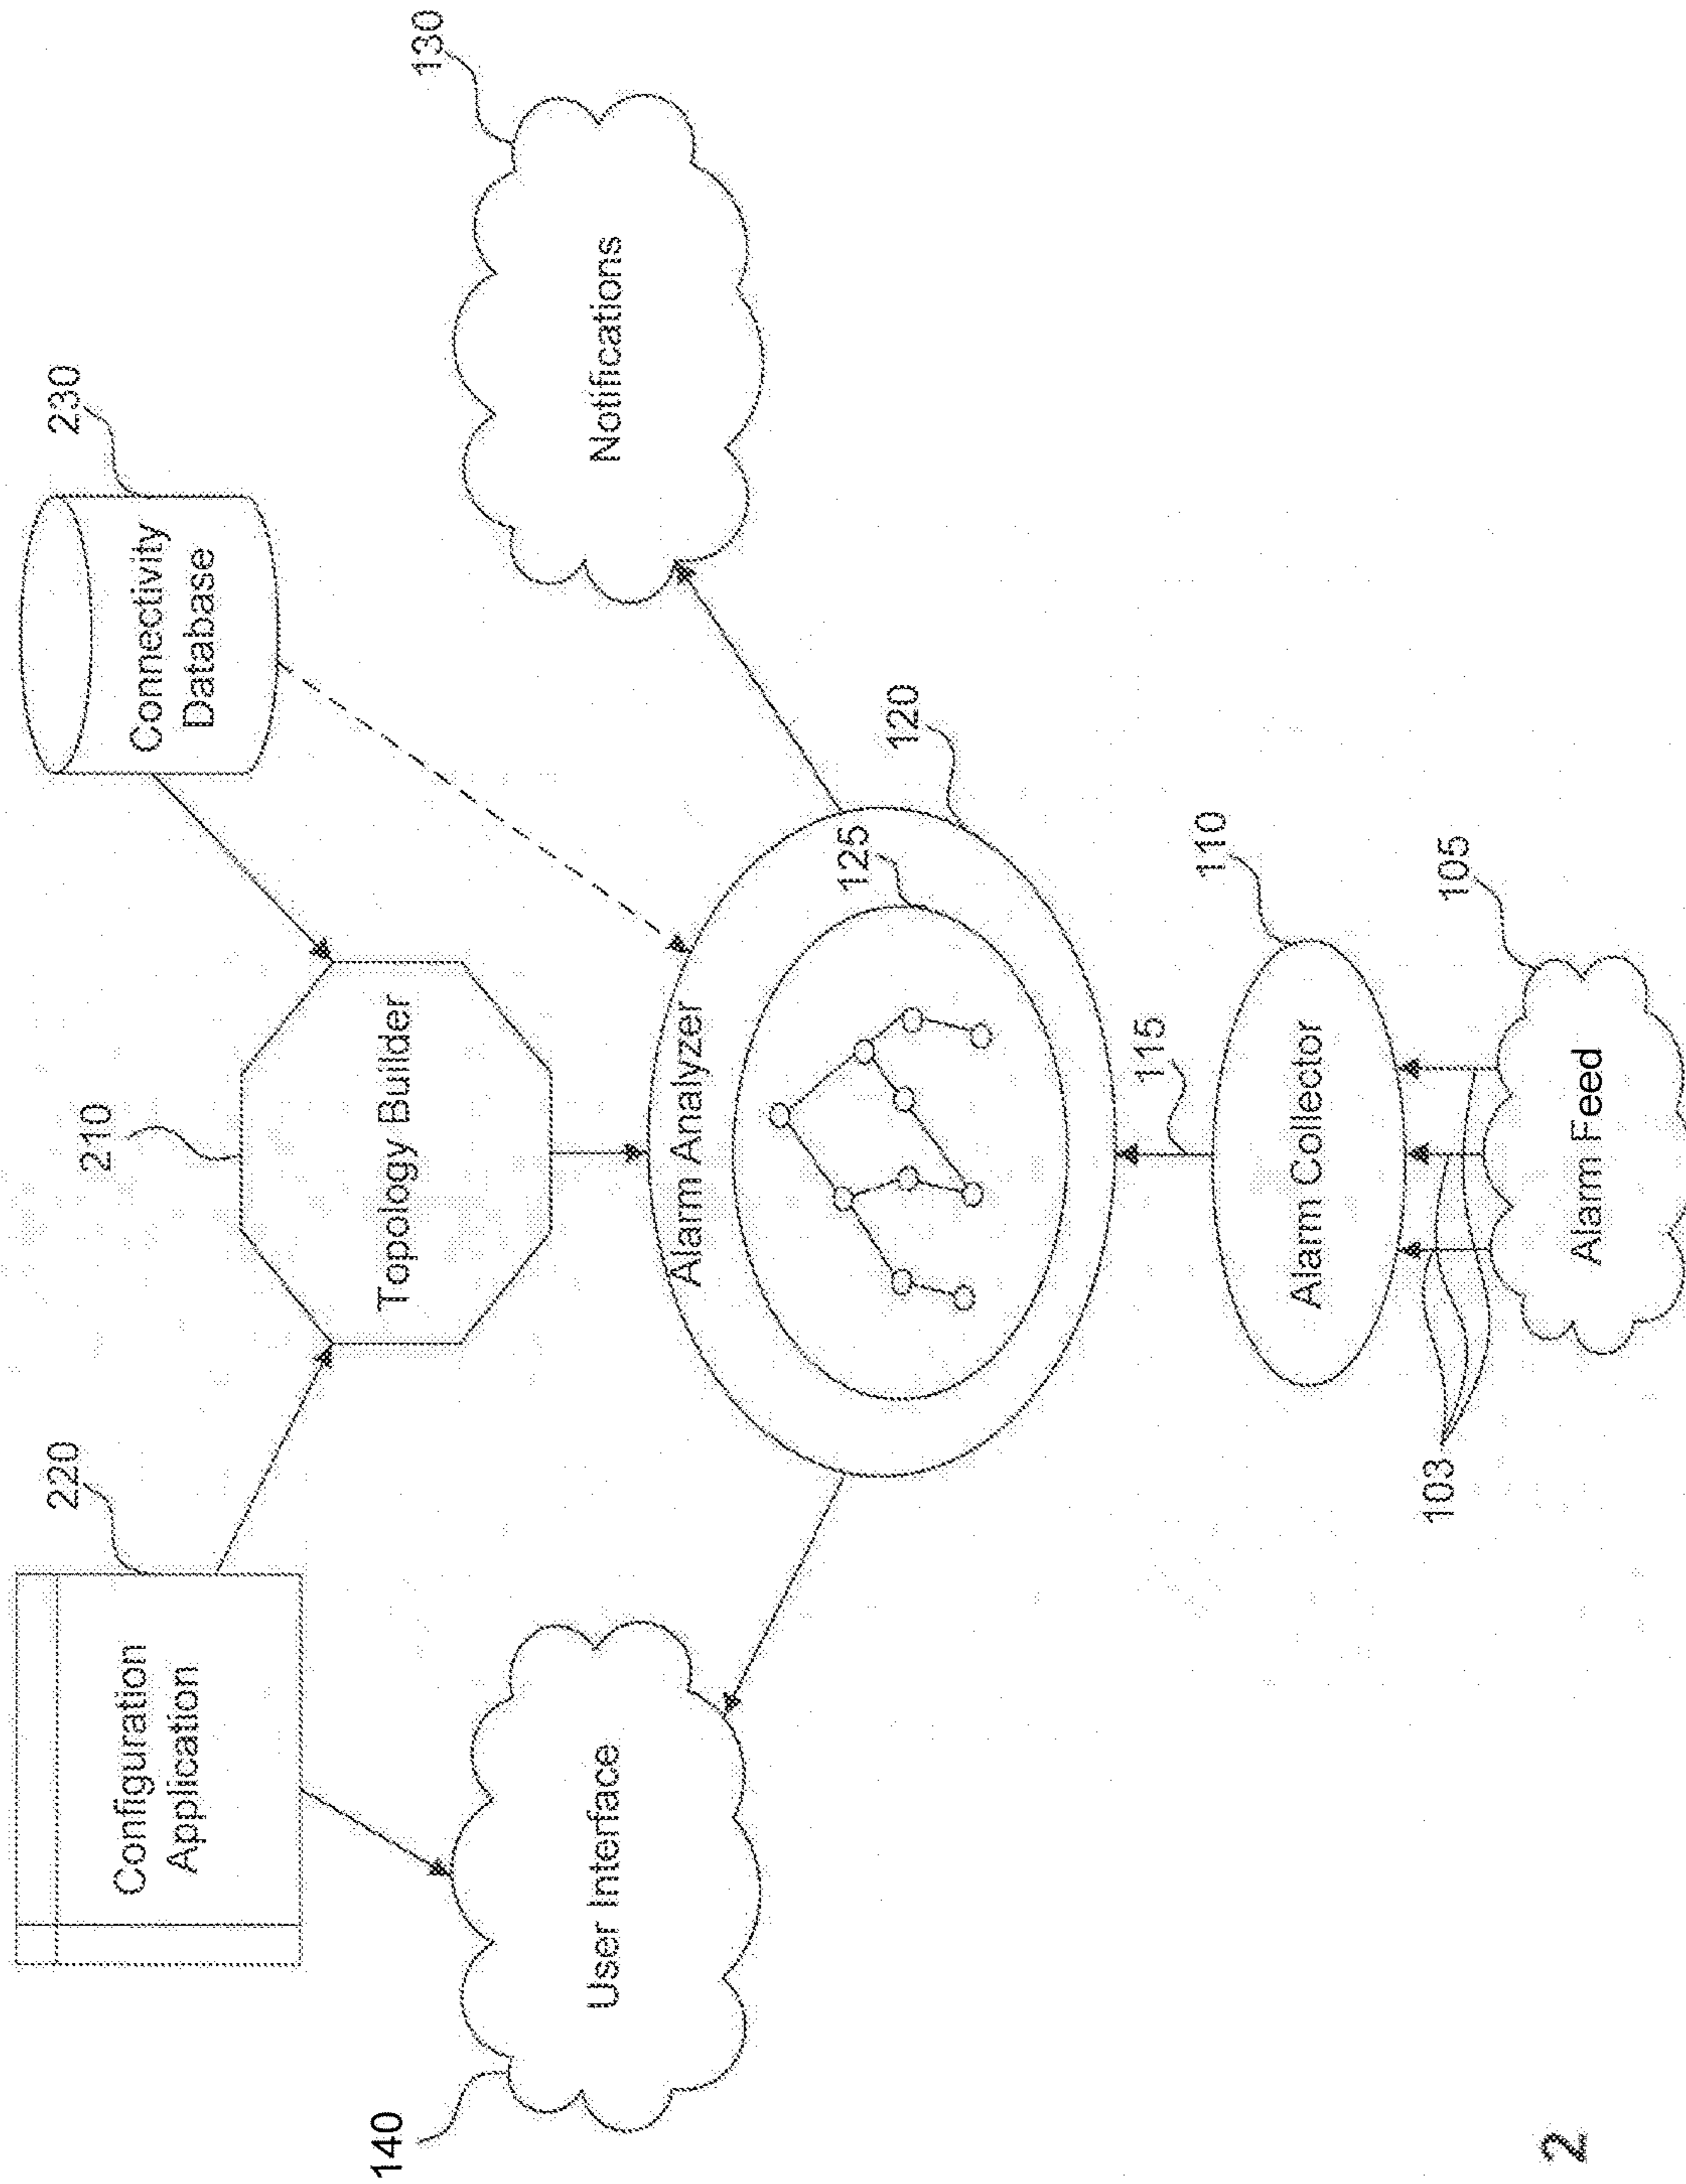 220
Configuration
Application
210
Topology Builder
230
Connectivity
Database
140
User Interface
Alarm Analyzer
125
120
130
Notifications
115
110
Alarm Collector
103
105
Alarm Feed
2